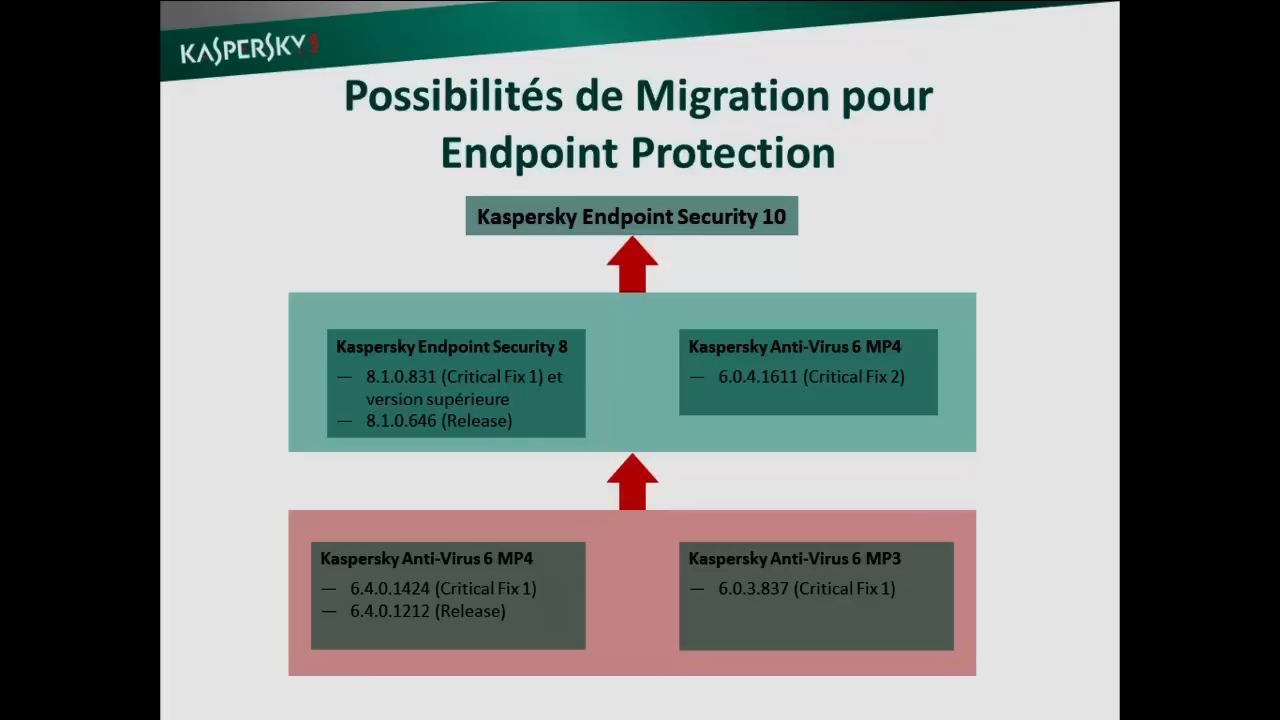 KASPERSKY
Possibilités de Migration pour
Endpoint Protection
Kaspersky Endpoint Security 10
Kaspersky Endpoint Security 8
— 8.1.0.831 (Critical Fix 1) et
version supérieure
— 8.1.0.646 (Release)
Kaspersky Anti-Virus 6 MP4
— 6.0.4.1611 (Critical Fix 2)
Kaspersky Anti-Virus 6 MP4
— 6.4.0.1424 (Critical Fix 1)
— 6.4.0.1212 (Release)
Kaspersky Anti-Virus 6 MP3
— 6.0.3.837 (Critical Fix 1)